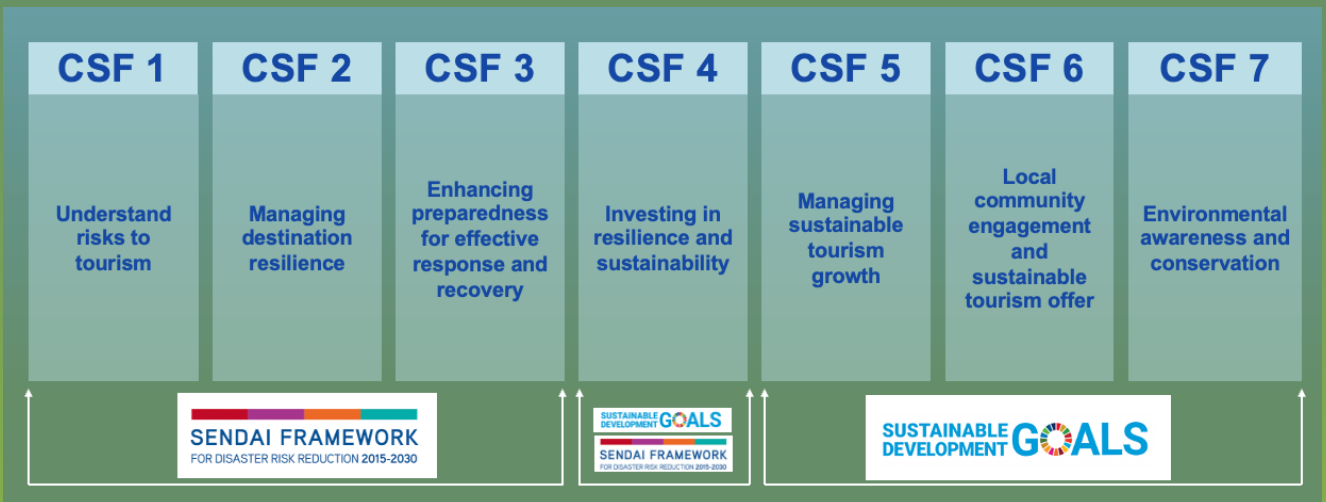 CSF 1
CSF 2
CSF 3
CSF 4
CSF 5
CSF 6
CSF 7
Understand
risks to
tourism
Managing
destination
resilience
Enhancing
preparedness
for effective
response and
recovery
Investing in
resilience and
sustainability
Managing
sustainable
tourism
growth
Local
community
engagement
and
sustainable
tourism offer
Environmental
awareness and
conservation
SENDAI FRAMEWORK
FOR DISASTER RISK REDUCTION 2015-2030
SUSTAINABLE
DEVELOPMENT GOALS
SENDAI FRAMEWORK
FOR DISASTER RISK REDUCTION 2015-2030
SUSTAINABLE
DEVELOPMENT GOALS